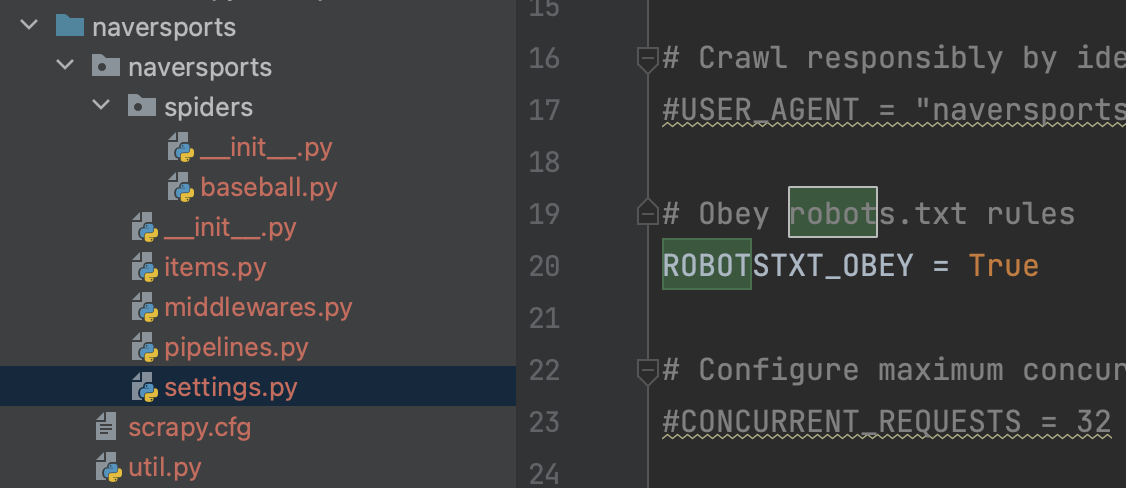 naversports
naversports
spiders
__init__.py
baseball.py
__init__.py
items.py
middlewares.py
pipelines.py
settings.py
scrapy.cfg
util.py
15
16 # Crawl responsibly by ide
17 #USER_AGENT = "naversports
18
19 # Obey robots.txt rules
20 ROBOTSTXT_OBEY = True
21
22 # Configure maximum concur
23 #CONCURRENT_REQUESTS = 32
24